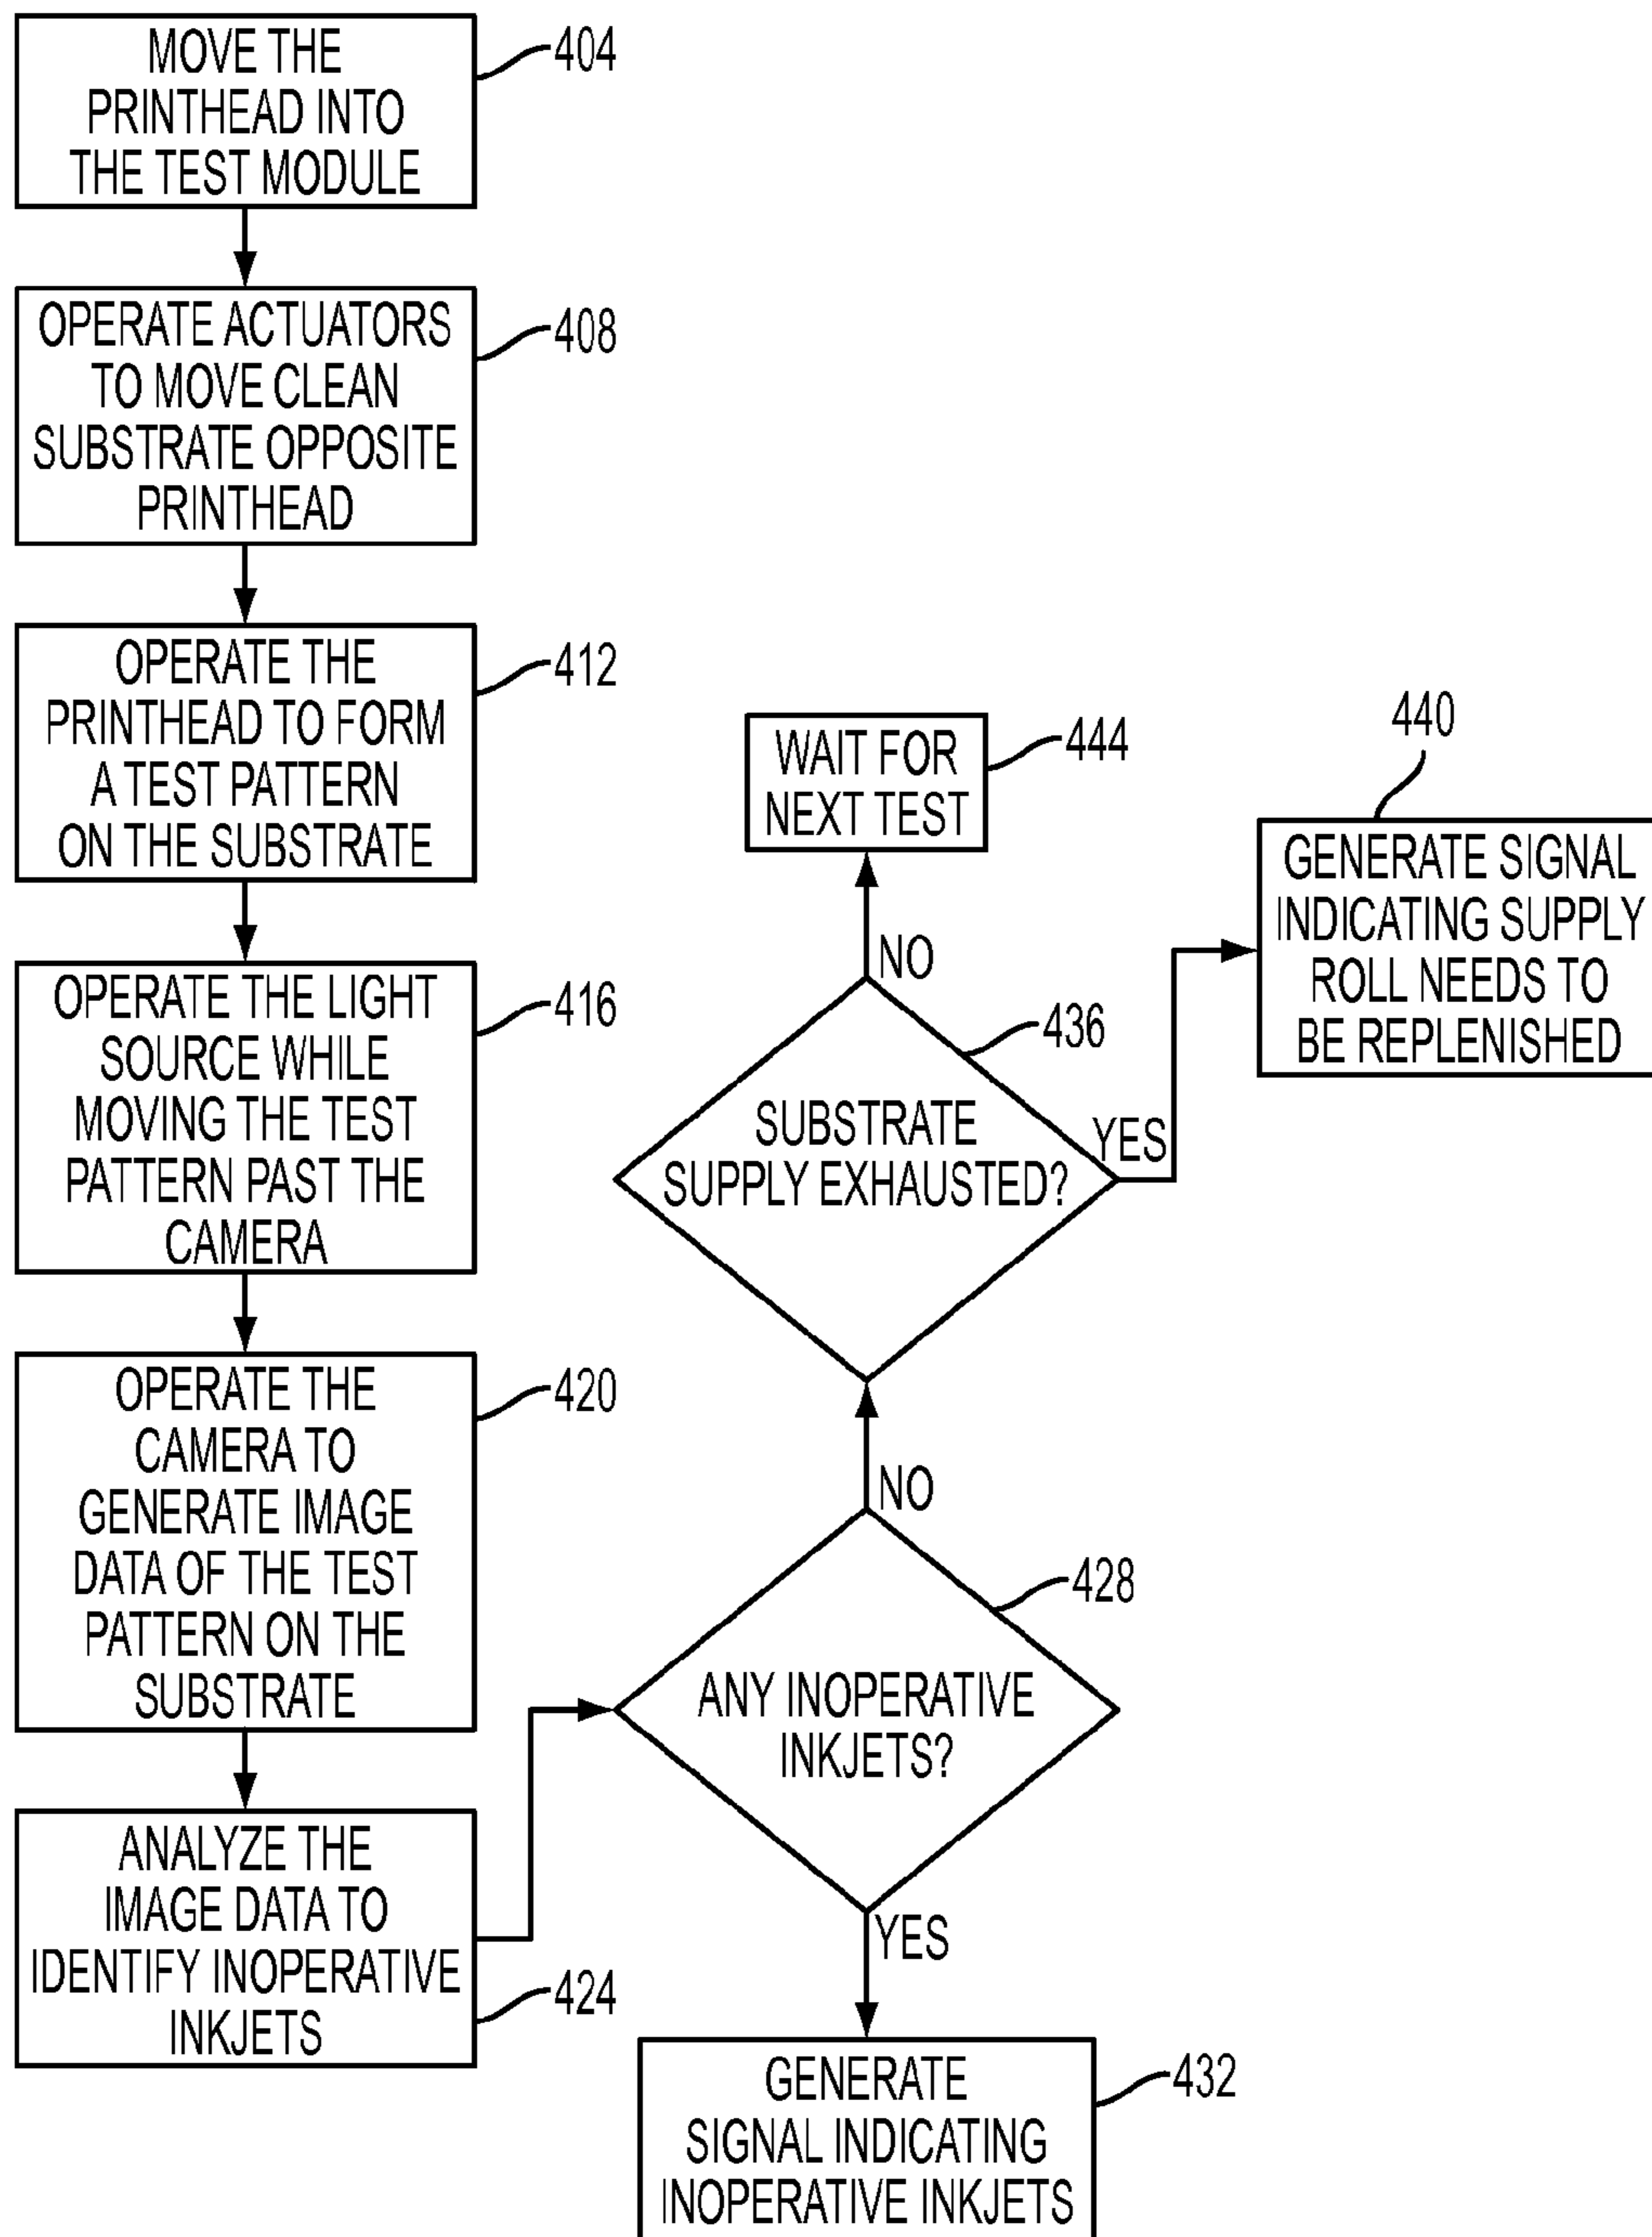 MOVE THE
PRINTHEAD INTO
THE TEST MODULE
404
OPERATE ACTUATORS
TO MOVE CLEAN
SUBSTRATE OPPOSITE
PRINTHEAD
408
OPERATE THE
PRINTHEAD TO FORM
A TEST PATTERN
ON THE SUBSTRATE
412
OPERATE THE LIGHT
SOURCE WHILE
MOVING THE TEST
PATTERN PAST THE
CAMERA
416
OPERATE THE
CAMERA TO
GENERATE IMAGE
DATA OF THE TEST
PATTERN ON THE
SUBSTRATE
420
ANALYZE THE
IMAGE DATA TO
IDENTIFY INOPERATIVE
INKJETS
424
ANY INOPERATIVE
INKJETS?
428
YES
GENERATE
SIGNAL INDICATING
INOPERATIVE INKJETS
432
NO
SUBSTRATE
SUPPLY EXHAUSTED?
436
YES
GENERATE SIGNAL
INDICATING SUPPLY
ROLL NEEDS TO
BE REPLENISHED
440
NO
WAIT FOR
NEXT TEST
444